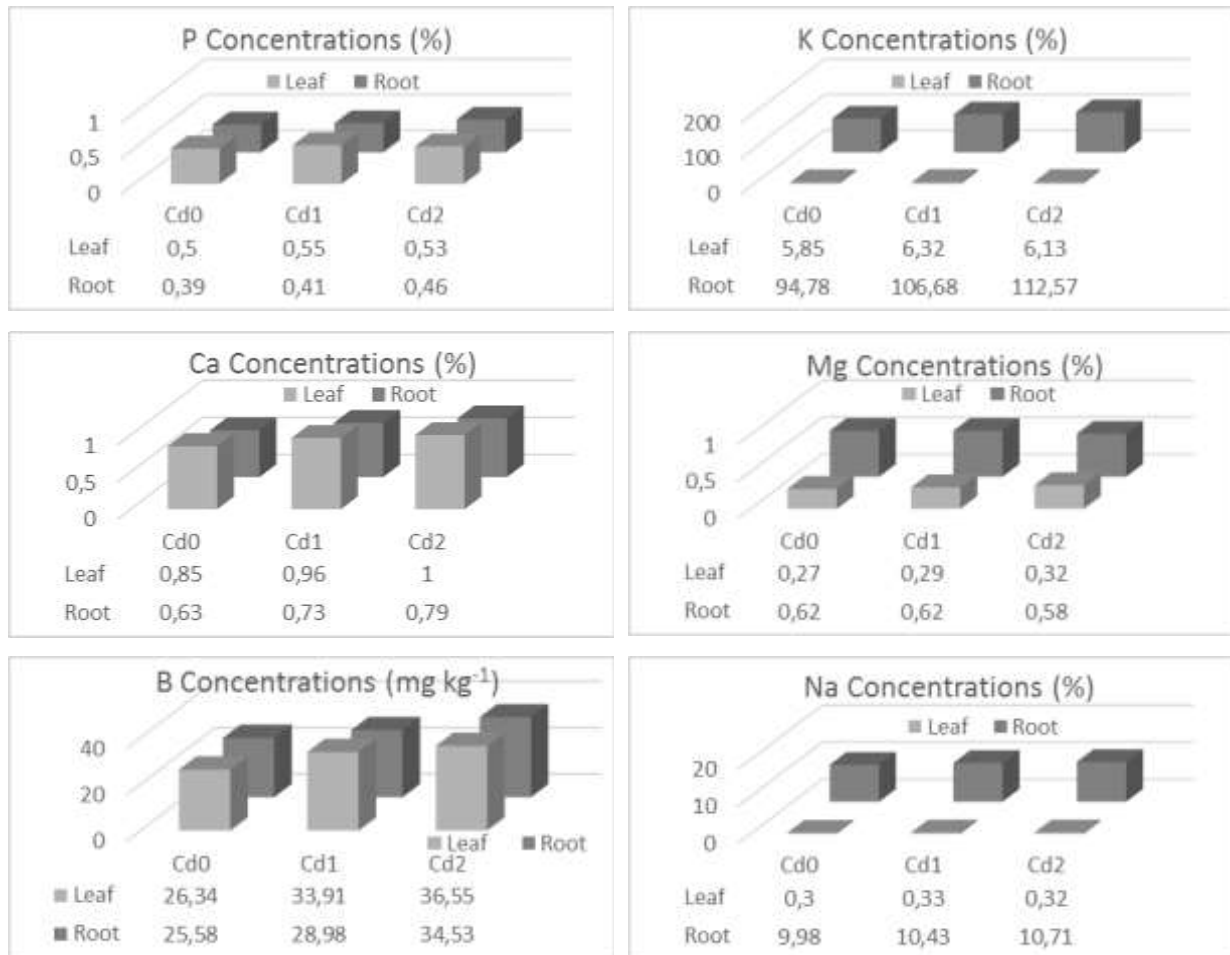 P Concentrations (%)
Leaf Root
1
0,5
0
Cd0 Cd1 Cd2
Leaf 0,5 0,55 0,53
Root 0,39 0,41 0,46
K Concentrations (%)
Leaf Root
200
100
0
Cd0 Cd1 Cd2
Leaf 5,85 6,32 6,13
Root 94,78 106,68 112,57
Ca Concentrations (%)
Leaf Root
1
0,5
0
Cd0 Cd1 Cd2
Leaf 0,85 0,96 1
Root 0,63 0,73 0,79
Mg Concentrations (%)
Leaf Root
1
0,5
0
Cd0 Cd1 Cd2
Leaf 0,27 0,29 0,32
Root 0,62 0,62 0,58
B Concentrations (mg kg⁻¹)
40
20
0
Leaf Root
Cd0 Cd1 Cd2
Leaf 26,34 33,91 36,55
Root 25,58 28,98 34,53
Na Concentrations (%)
Leaf Root
20
10
0
Cd0 Cd1 Cd2
Leaf 0,3 0,33 0,32
Root 9,98 10,43 10,71